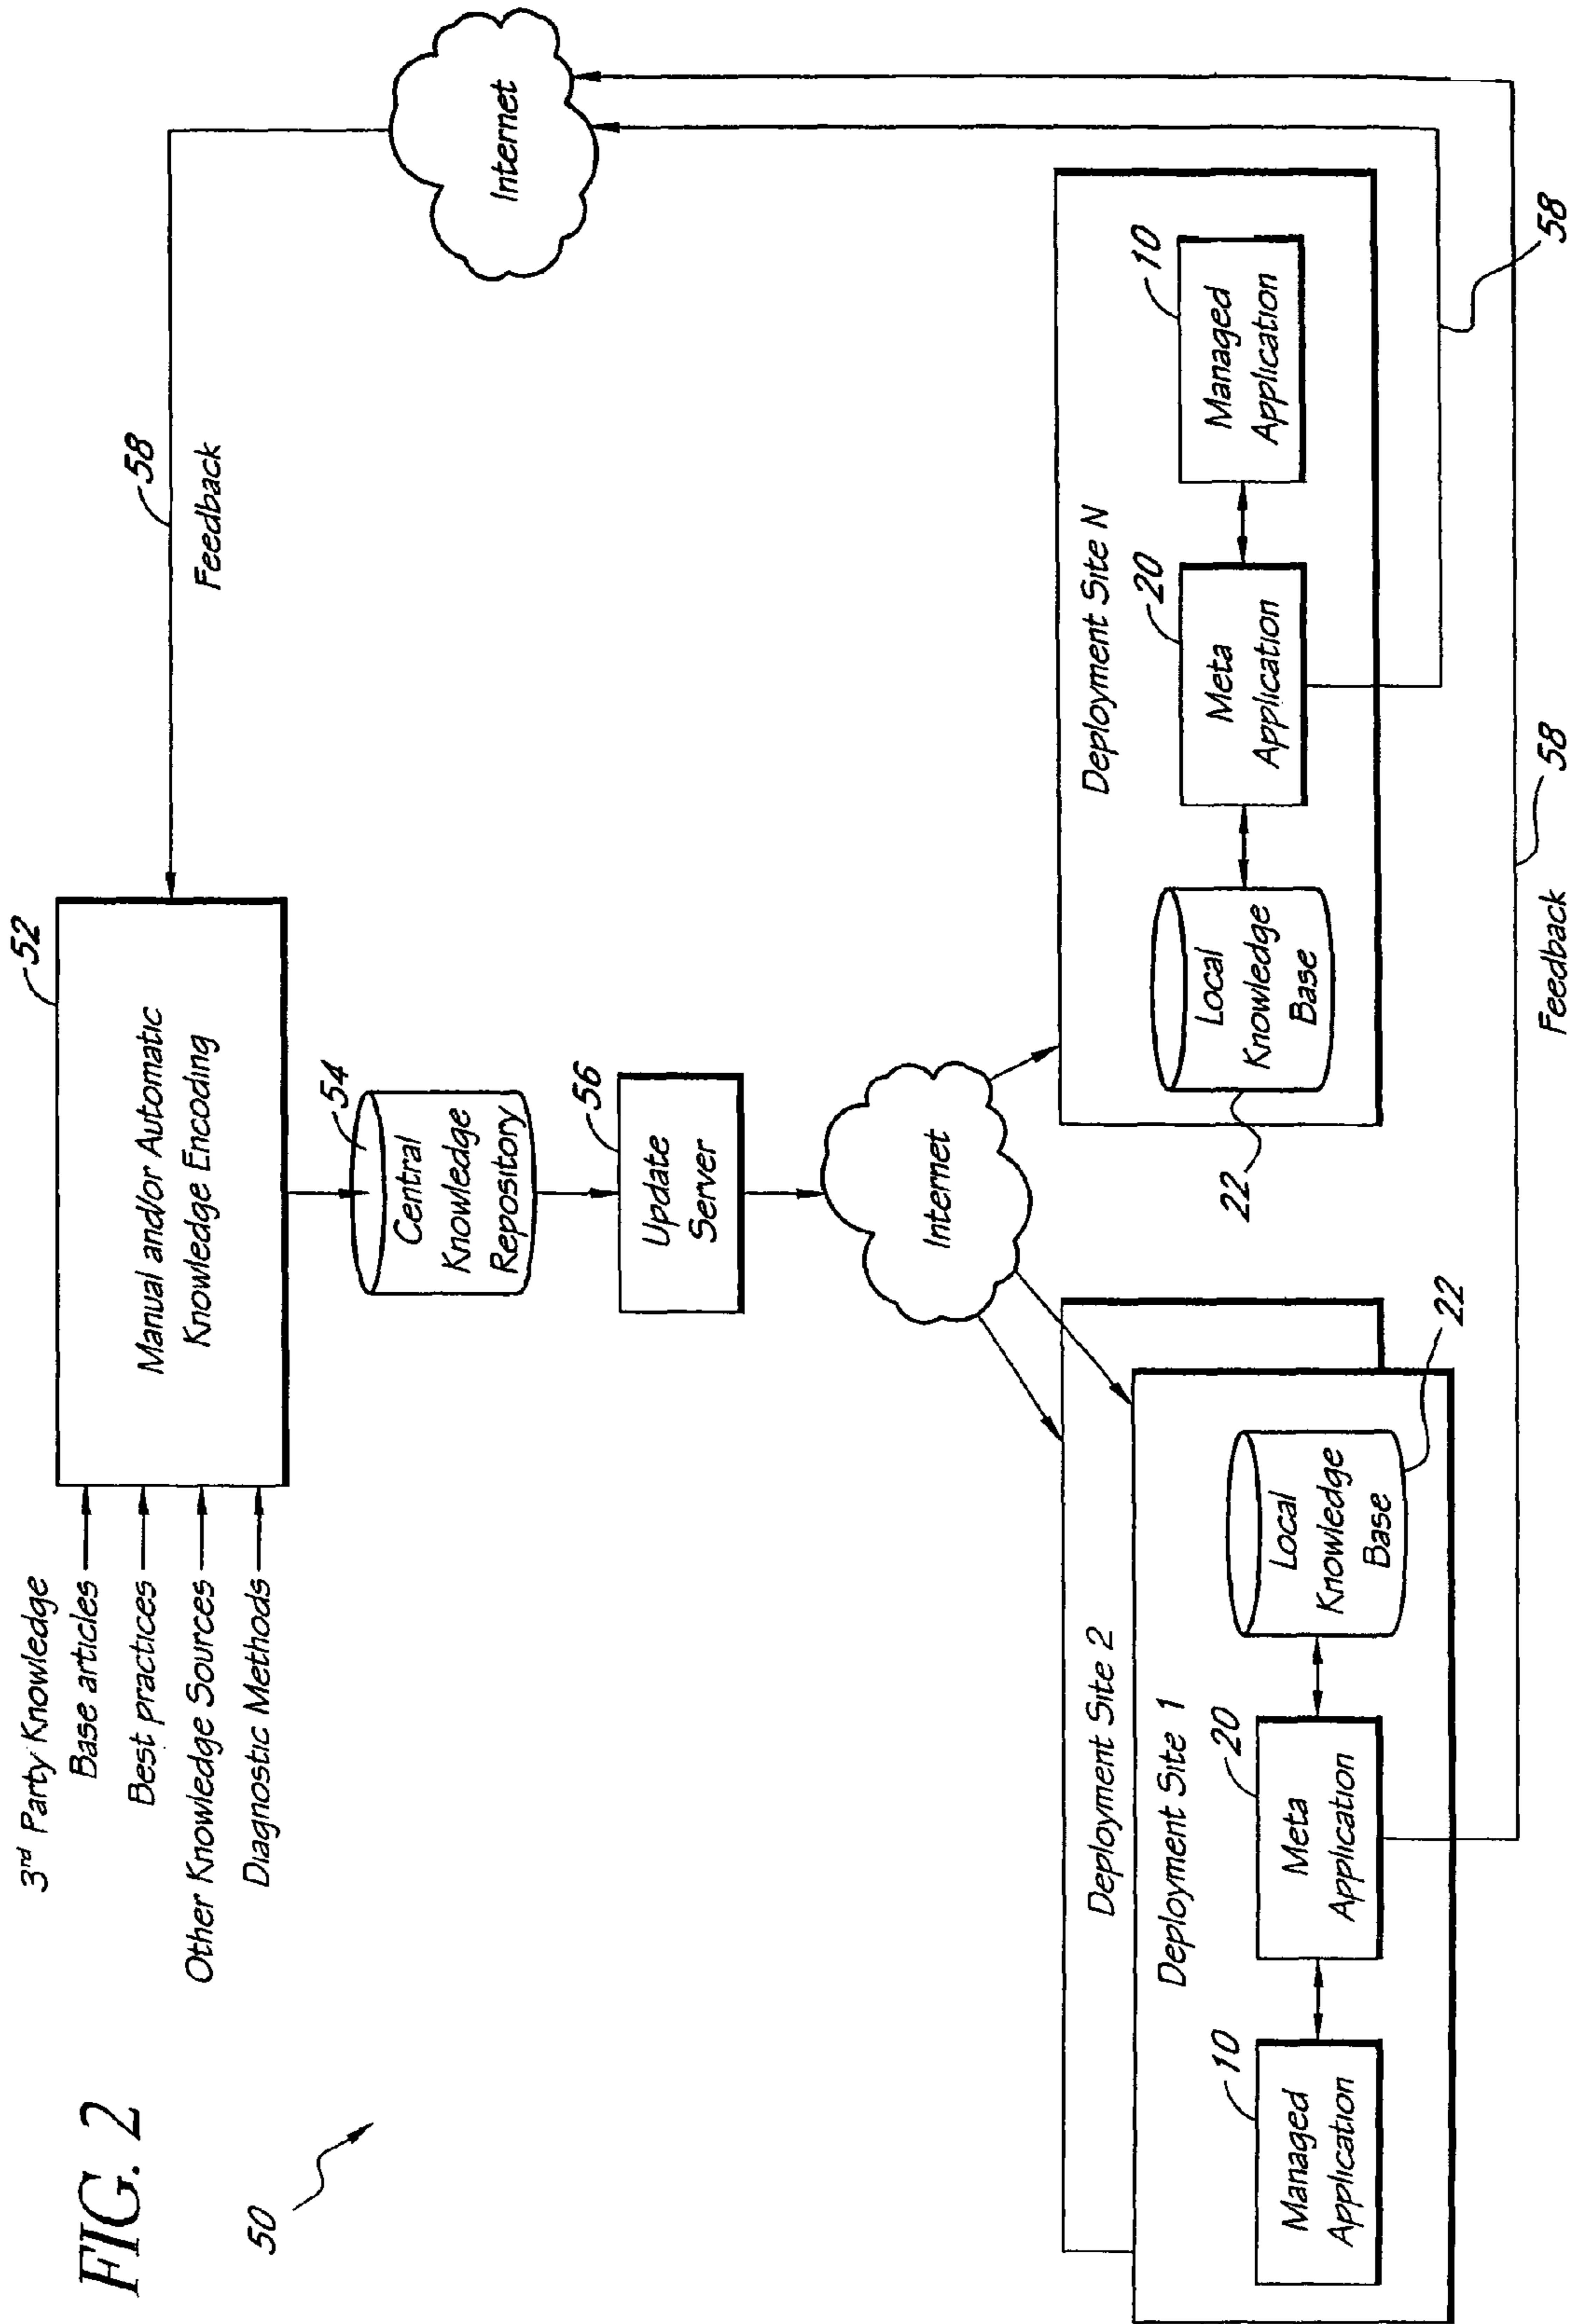 FIG. 2
50
3rd Party Knowledge
Base articles
Best practices
Other Knowledge Sources
Diagnostic Methods
52
Manual and/or Automatic
Knowledge Encoding
58
Feedback
Internet
54
Central
Knowledge
Repository
56
Update
Server
Internet
Deployment Site 2
Deployment Site 1
10
Managed
Application
20
Meta
Application
Local
Knowledge
Base
22
Deployment Site N
22
Local
Knowledge
Base
20
Meta
Application
10
Managed
Application
58
58
Feedback